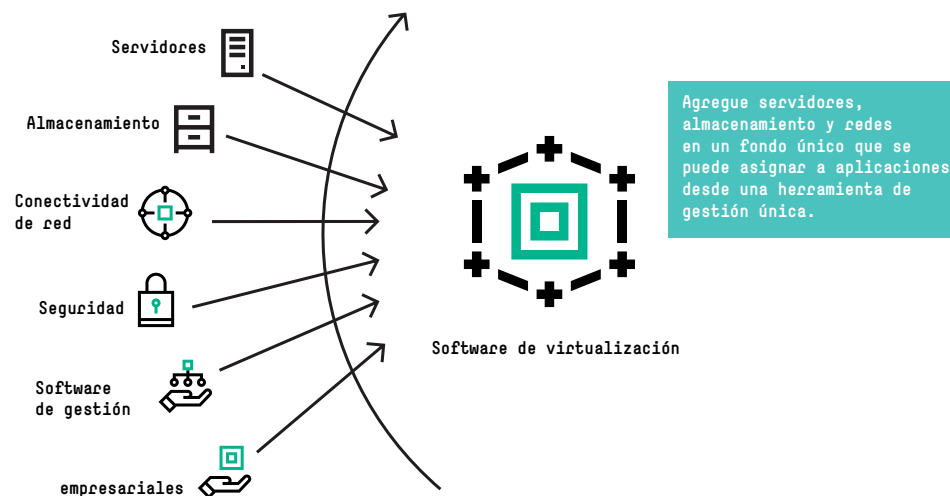 Servidores
Almacenamiento
Conectividad
de red
Seguridad
Software
de gestión
empresariales
Software de virtualización
Agregue servidores,
almacenamiento y redes
en un fondo único que se
puede asignar a aplicaciones
desde una herramienta de
gestión única.